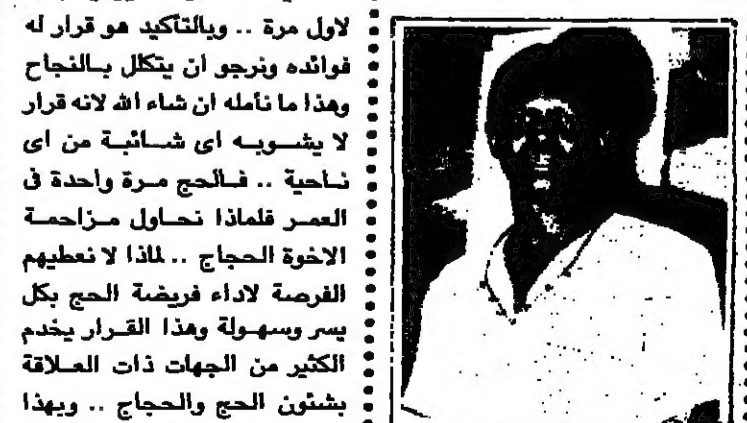 لاول مرة .. وبالتأكيد هو قرار له
فوائده ونرجو ان يتكلل بالنجاح
وهذا ما نأمله ان شاء الله لانه قرار
لا يشوبه اى شائبة من اى
ناحية .. فالحج مرة واحدة فى
العمر فلماذا نحاول مزاحمة
الاخوة الحجاج .. لماذا لا نعطيهم
الفرصة لاداء فريضة الحج بكل
يسر وسهولة وهذا القرار يخدم
الكثير من الجهات ذات العلاقة
بشئون الحج والحجاج .. وبهذا